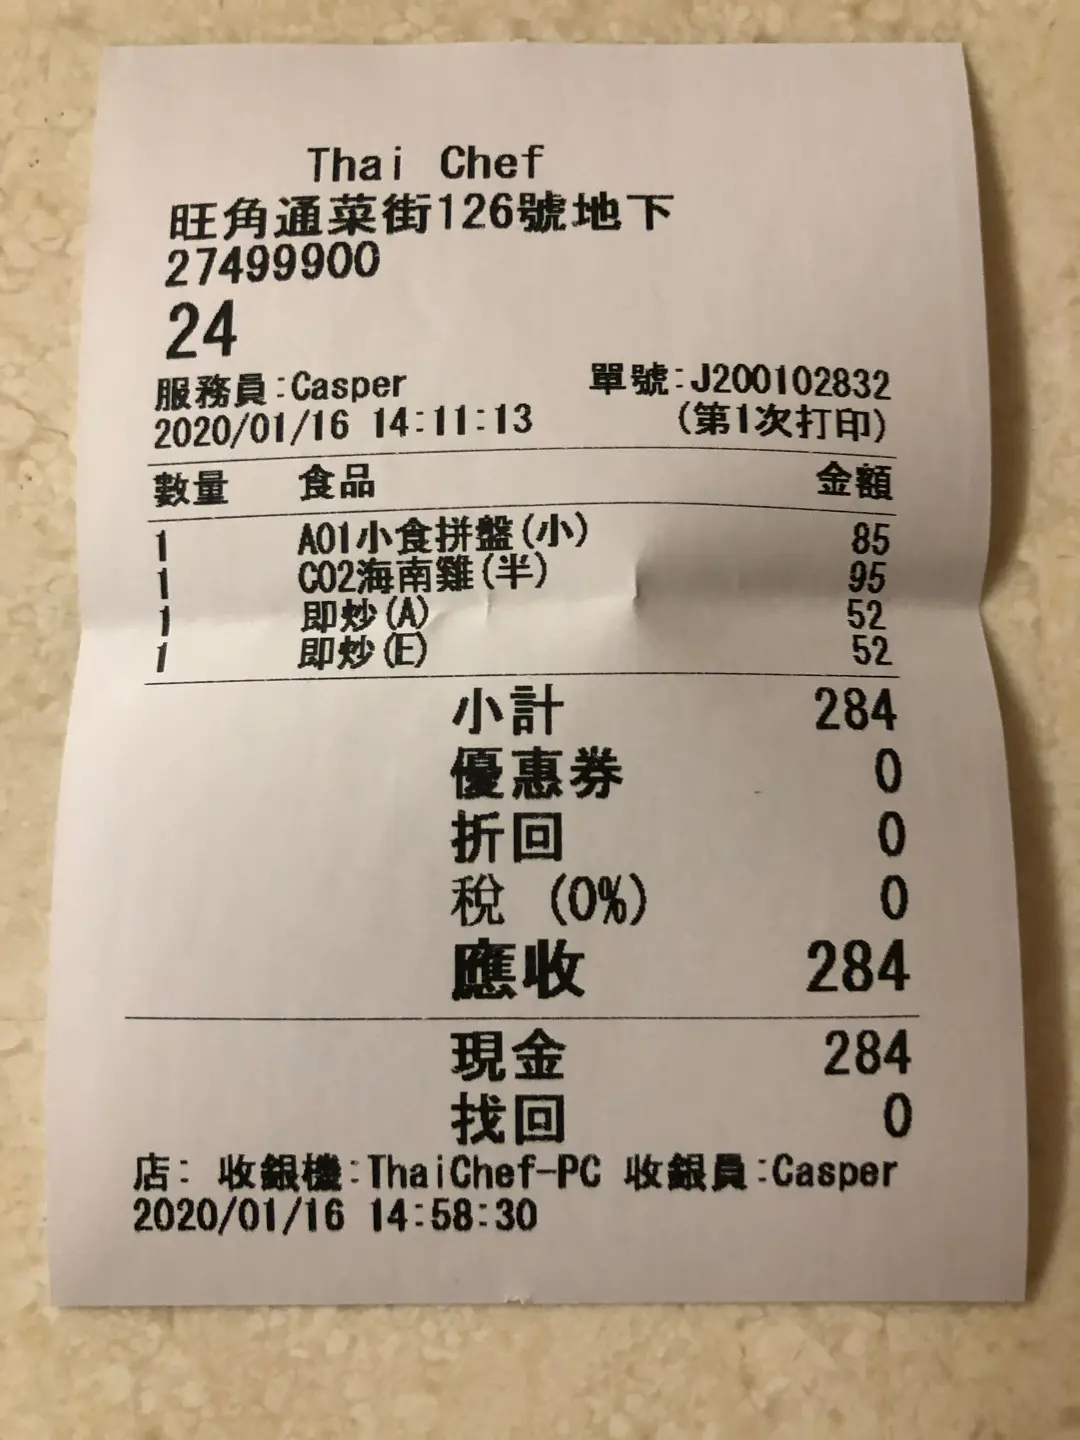 Thai Chef
旺角通菜街126號地下
27499900
24
服務員:Casper 單號:J200102832
2020/01/16 14:11:13 (第1次打印)
數量 食品 金額
1 A01小食拼盤(小) 85
1 C02海南雞(半) 95
1 即炒(A) 52
1 即炒(E) 52
小計 284
優惠券 0
折回 0
稅 (0%) 0
應收 284
現金 284
找回 0
店: 收銀機:ThaiChef-PC 收銀員:Casper
2020/01/16 14:58:30